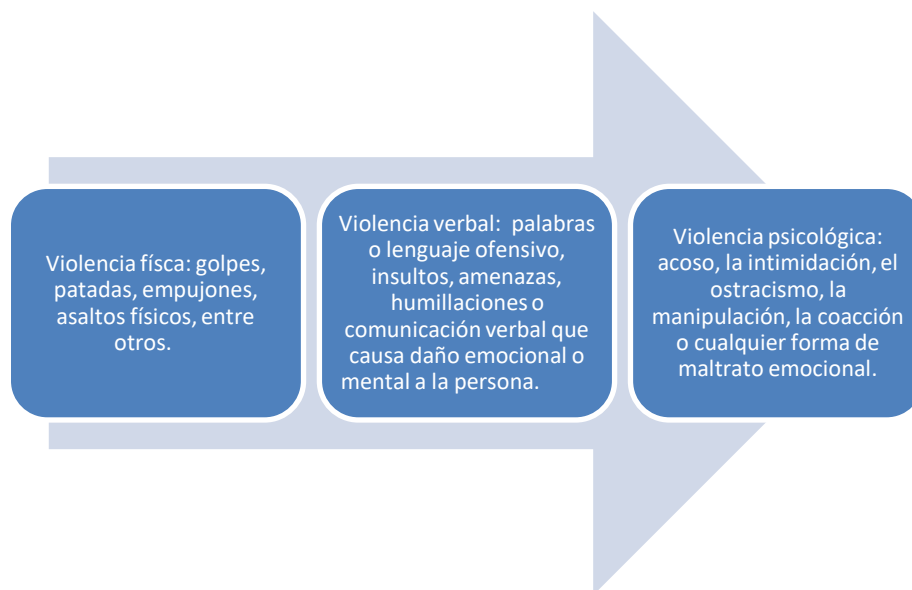 Violencia físca: golpes,
patadas, empujones,
asaltos físicos, entre
otros.
Violencia verbal:  palabras
o lenguaje ofensivo,
insultos, amenazas,
humillaciones o
comunicación verbal que
causa daño emocional o
mental a la persona.
Violencia psicológica:
acoso, la intimidación, el
ostracismo, la
manipulación, la coacción
o cualquier forma de
maltrato emocional.